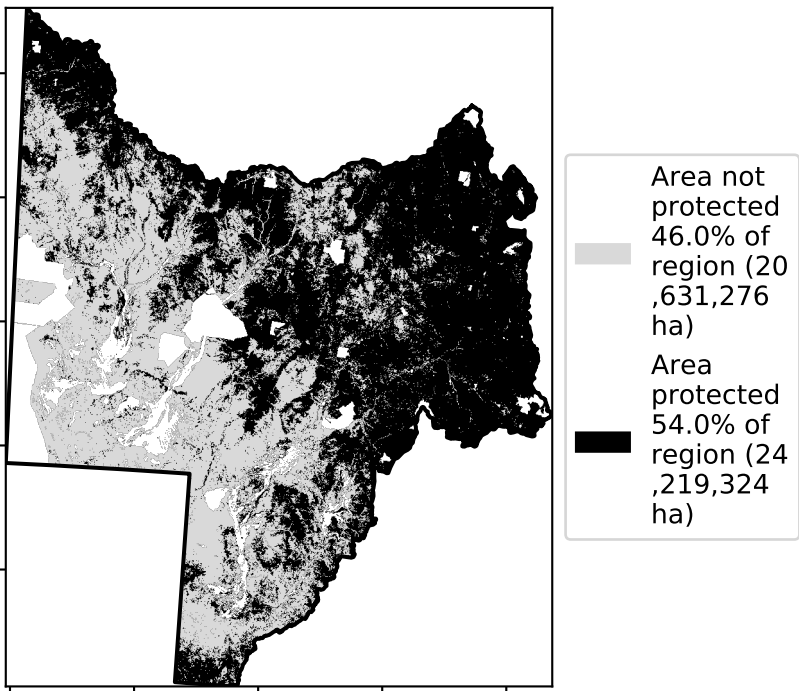 Area not
protected
46.0% of
region (20
,631,276
ha)
Area
protected
54.0% of
region (24
,219,324
ha)